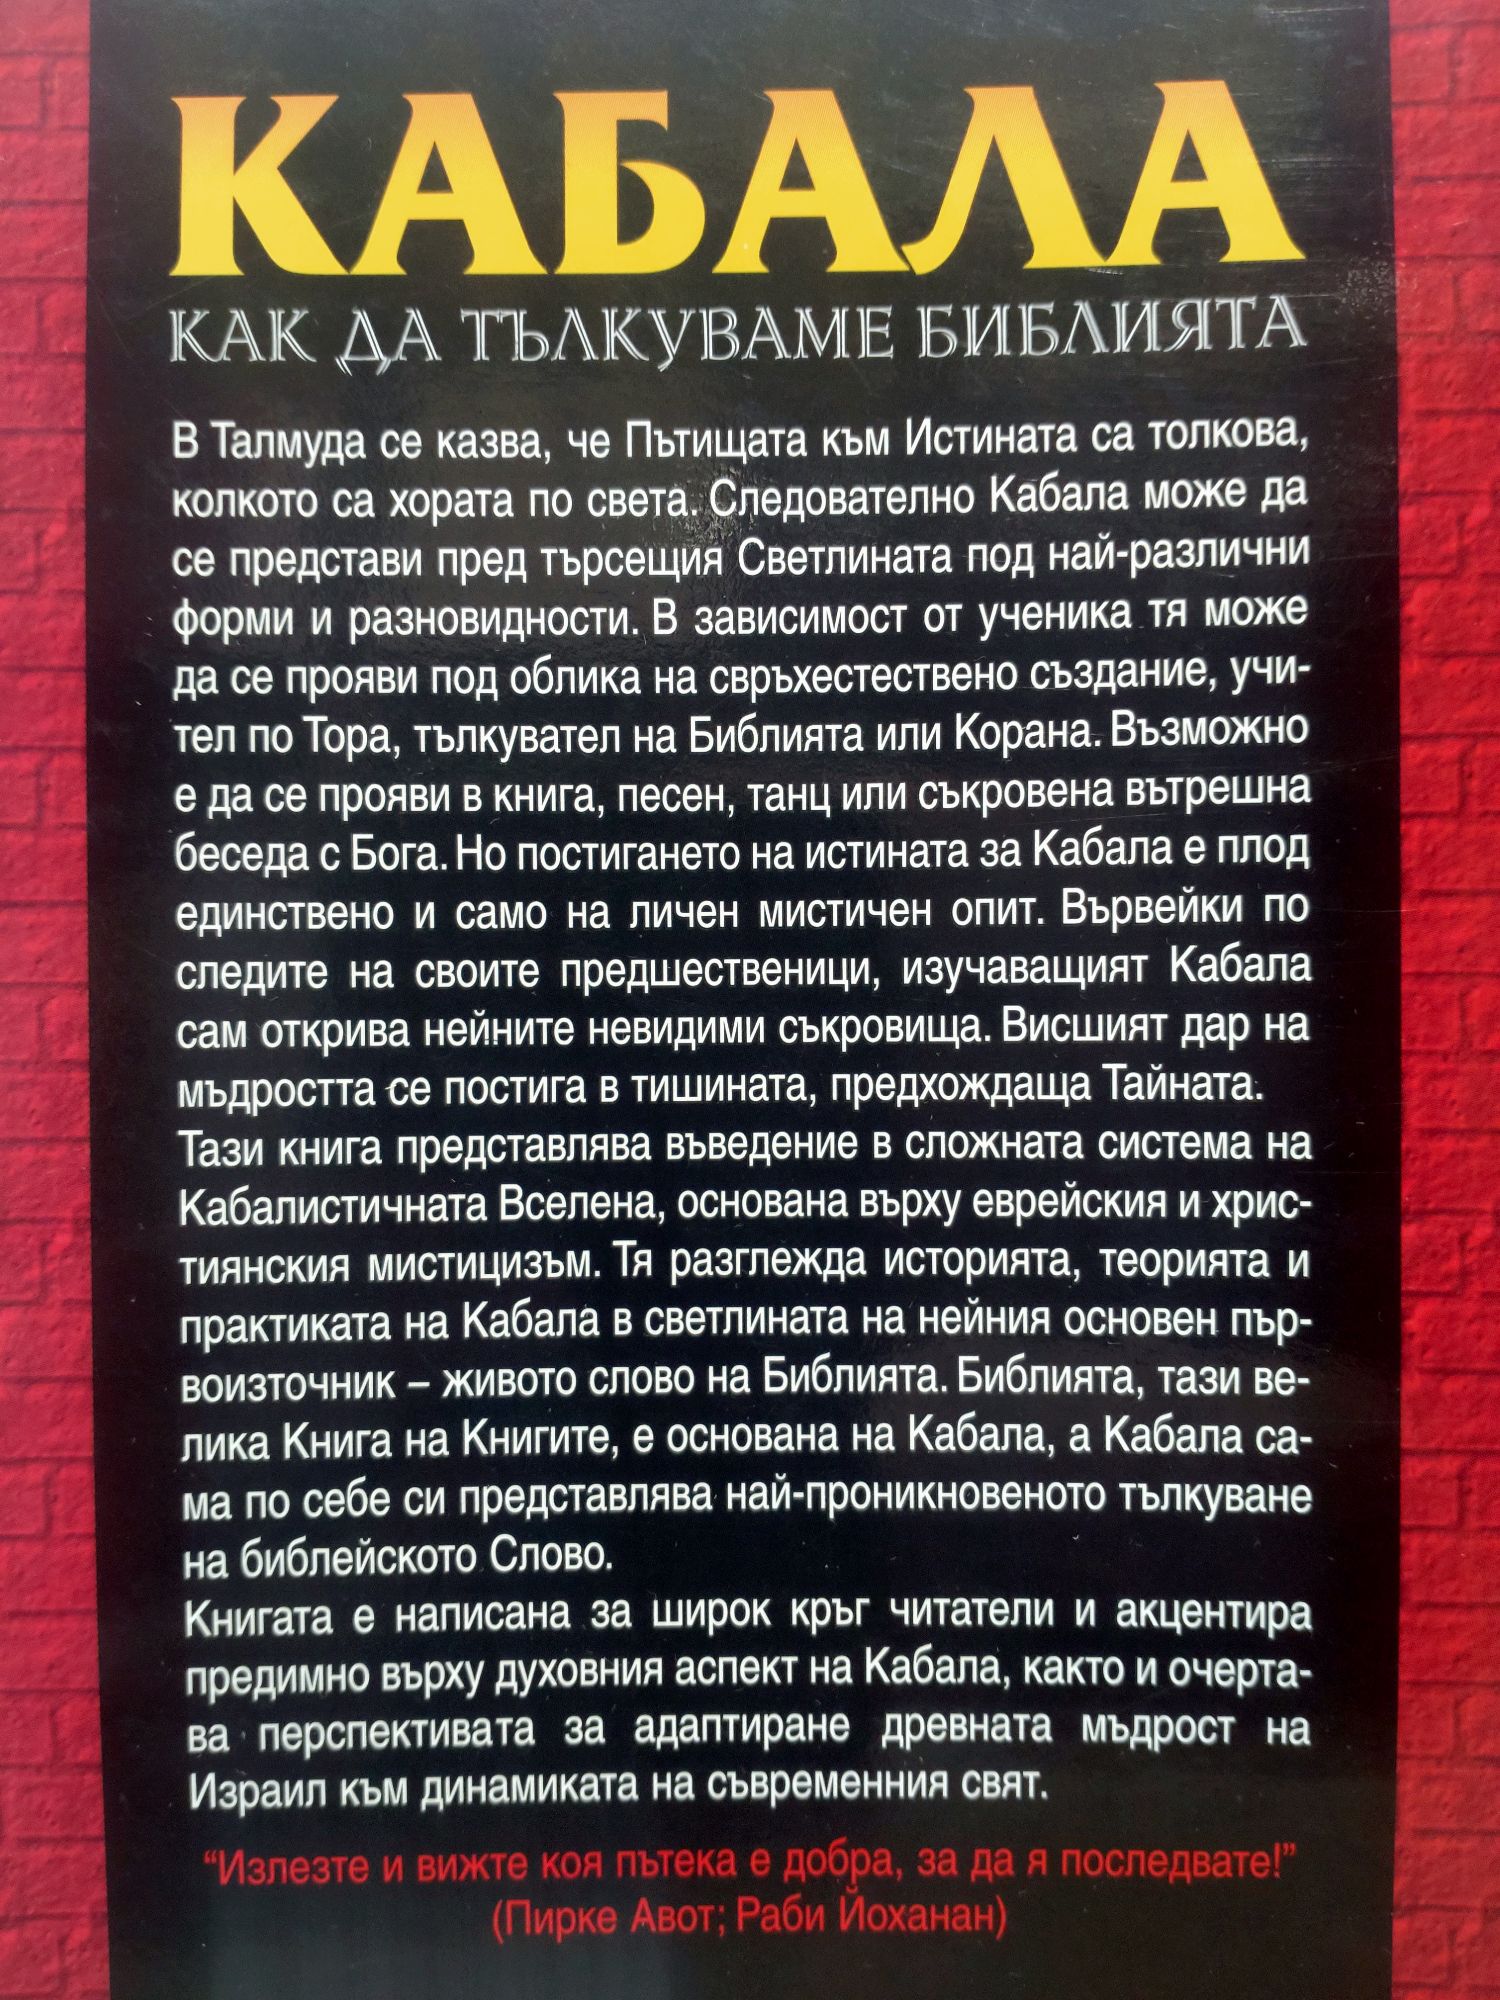 КАБАЛА
КАК ДА ТЪЛКУВАМЕ БИБЛИЯТА
В Талмуда се казва, че Пътищата към Истината са толкова,
колкото са хората по света. Следователно Кабала може да
се представи пред търсещия Светлината под най-различни
форми и разновидности. В зависимост от ученика тя може
да се прояви под облика на свръхестествено създание, учи-
тел по Тора, тълкувател на Библията или Корана. Възможно
е да се прояви в книга, песен, танц или съкровена вътрешна
беседа с Бога. Но постигането на истината за Кабала е плод
единствено и само на личен мистичен опит. Вървейки по
следите на своите предшественици, изучаващият Кабала
сам открива нейните невидими съкровища. Висшият дар на
мъдростта се постига в тишината, предхождаща Тайната.
Тази книга представлява въведение в сложната система на
Кабалистичната Вселена, основана върху еврейския и хрис-
тиянския мистицизъм. Тя разглежда историята, теорията и
практиката на Кабала в светлината на нейния основен пър-
воизточник – живото слово на Библията. Библията, тази ве-
лика Книга на Книгите, е основана на Кабала, а Кабала са-
ма по себе си представлява най-проникновеното тълкуване
на библейското Слово.
Книгата е написана за широк кръг читатели и акцентира
предимно върху духовния аспект на Кабала, както и очерта-
ва перспективата за адаптиране древната мъдрост на
Израил към динамиката на съвременния свят.
“Излезте и вижте коя пътека е добра, за да я последвате!”
(Пирке Авот; Раби Йоханан)